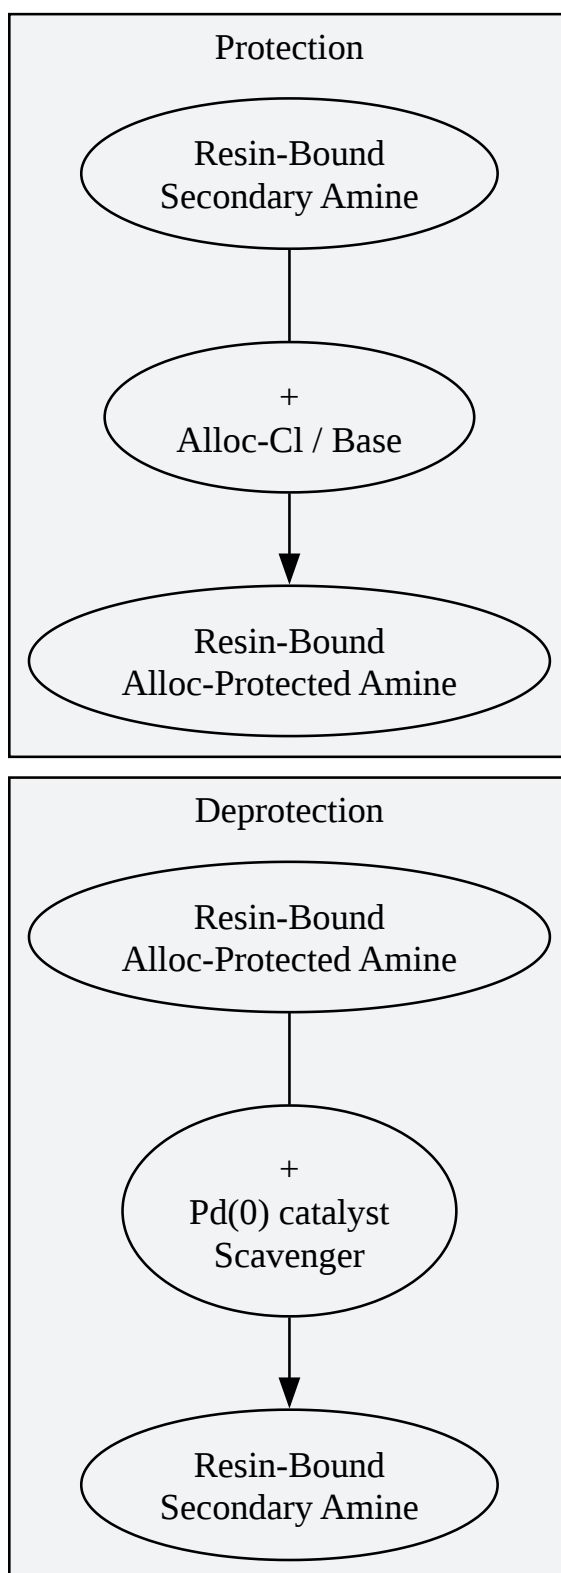 Protection
Resin-Bound
Secondary Amine
+
Alloc-Cl / Base
Resin-Bound
Alloc-Protected Amine
Deprotection
Resin-Bound
Alloc-Protected Amine
+
Pd(0) catalyst
Scavenger
Resin-Bound
Secondary Amine